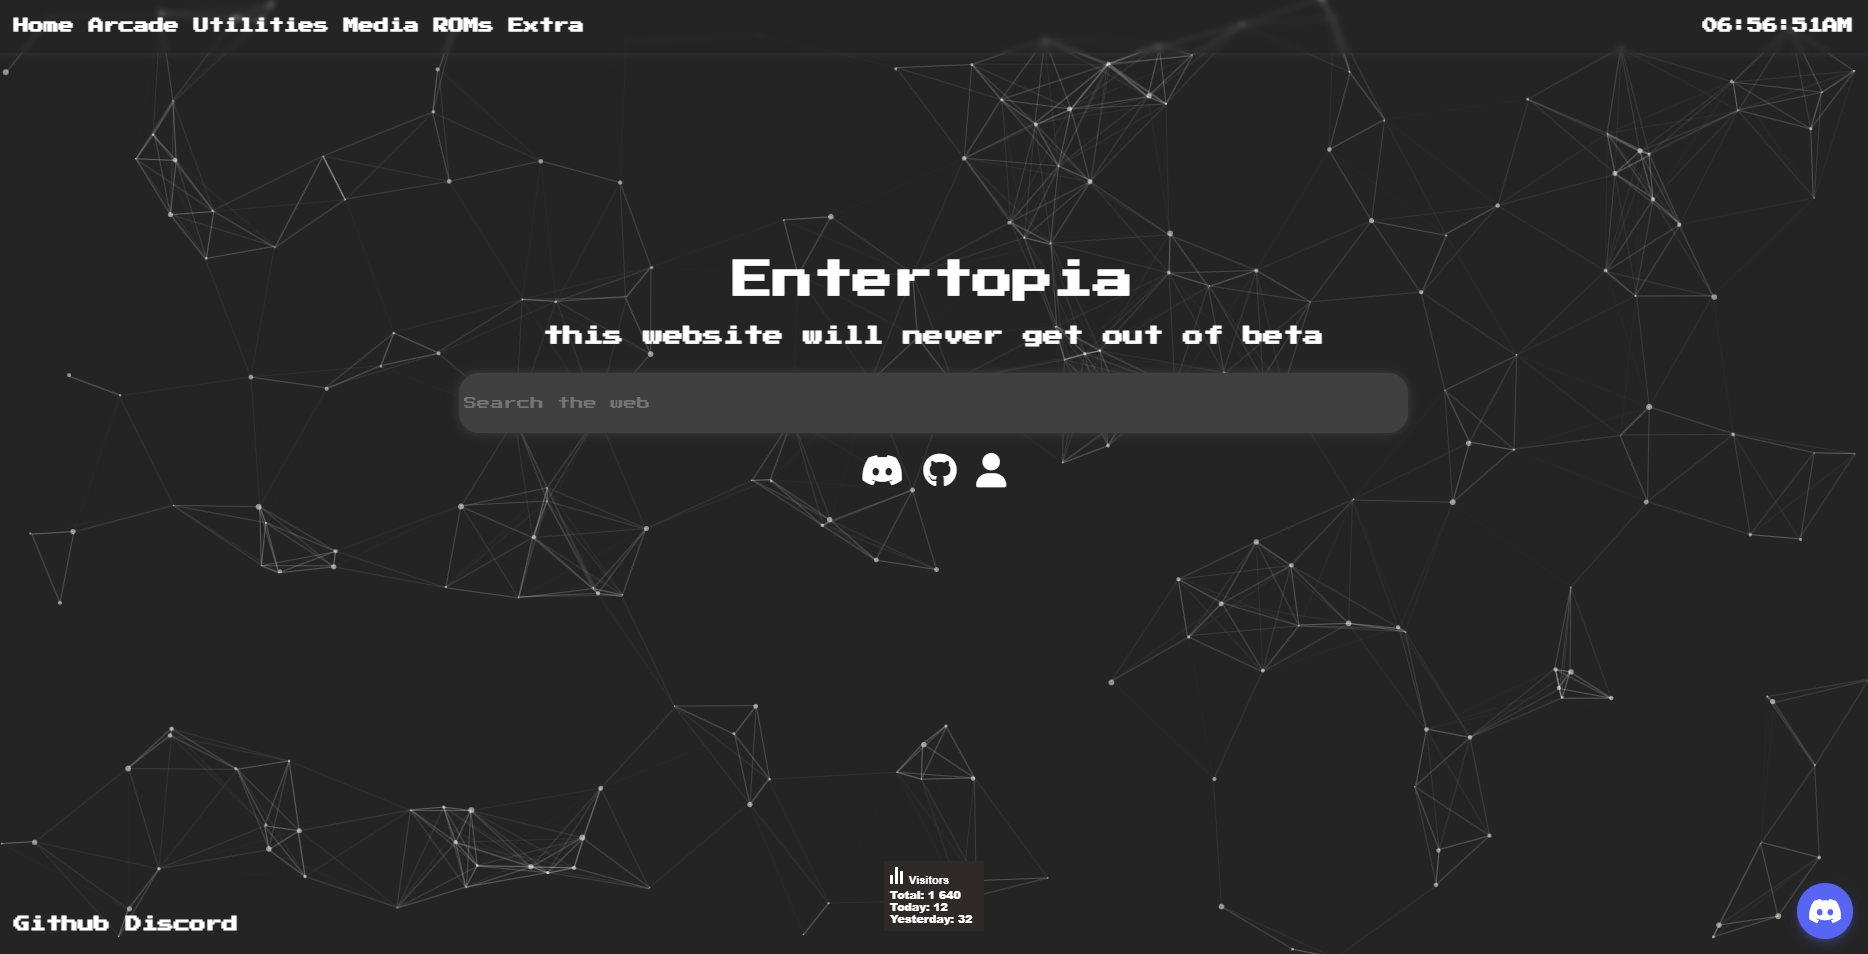 Home Arcade Utilities Media ROMs Extra
06:56:51AM
Entertopia
this website will never get out of beta
Search the web
Visitors
Total: 1 640
Today: 12
Yesterday: 32
Github Discord